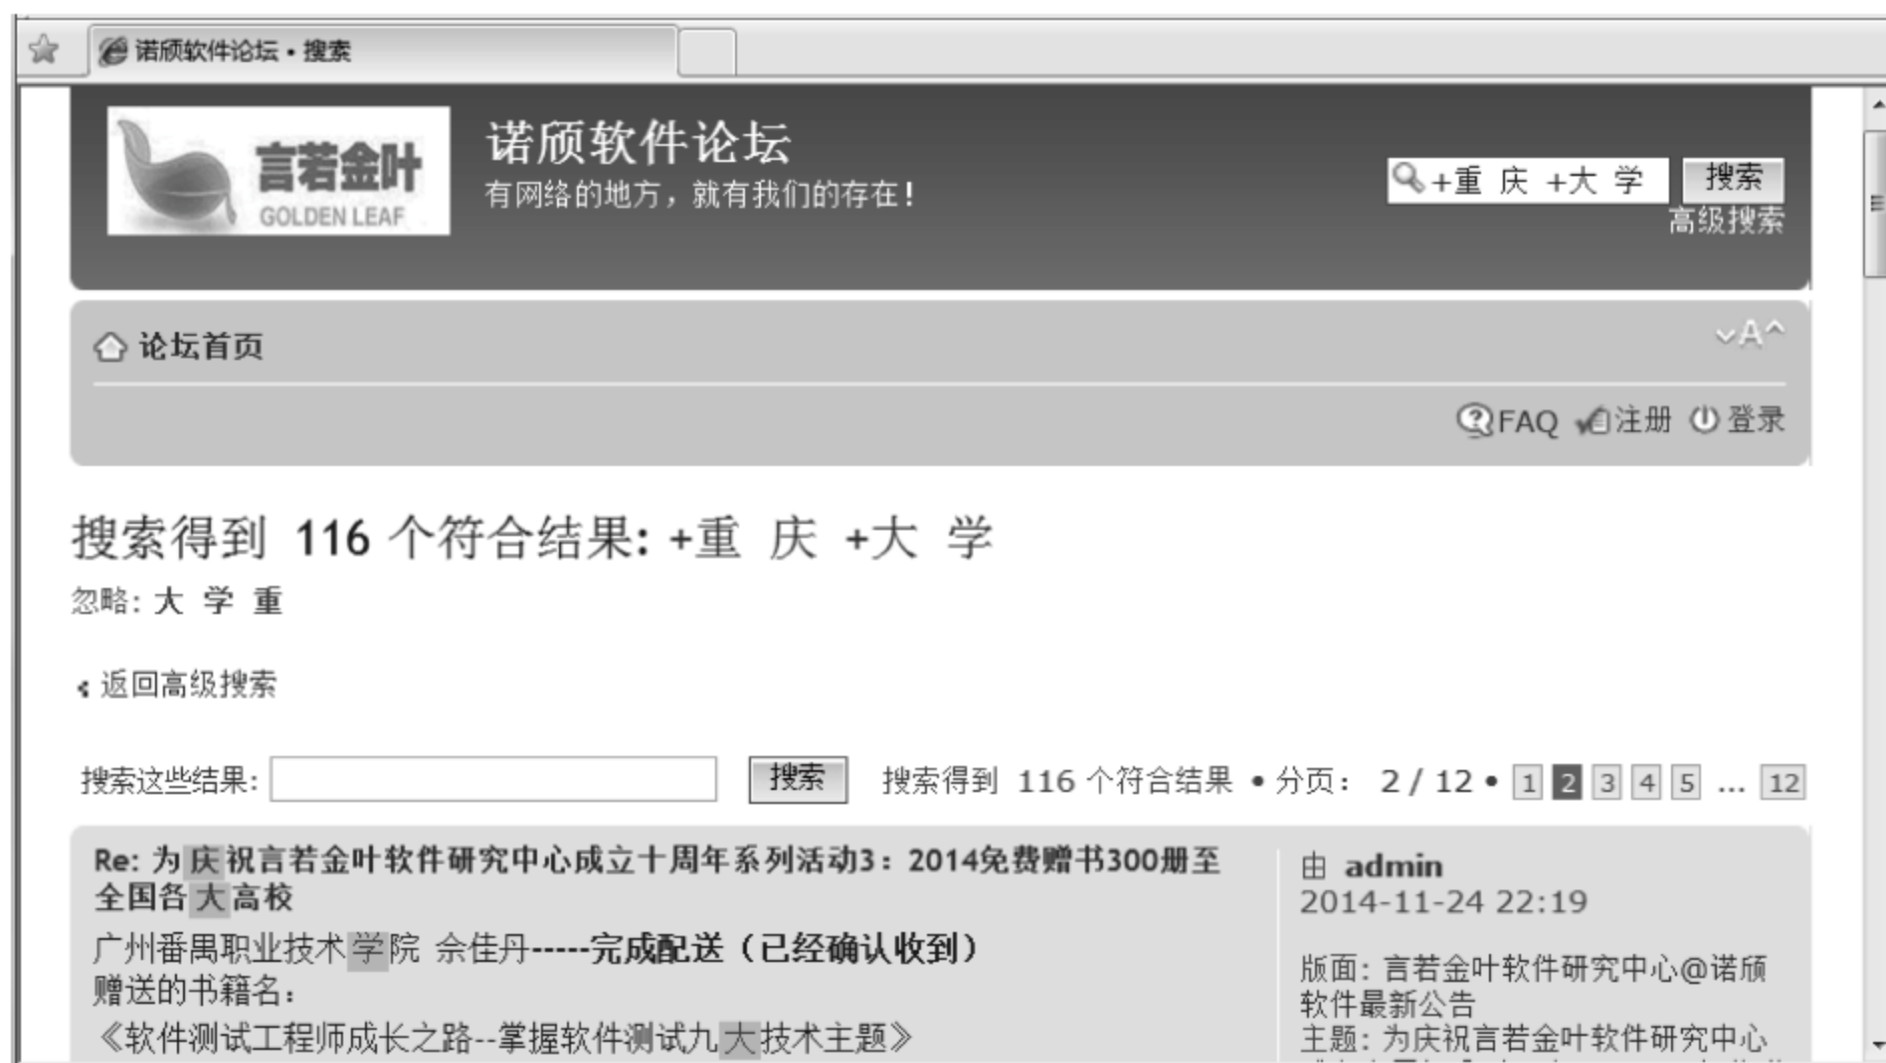 诺颀软件论坛 • 搜索
言若金叶
GOLDEN LEAF
诺颀软件论坛
有网络的地方，就有我们的存在！
+重 庆 +大 学
搜索
高级搜索
论坛首页
A
FAQ 注册 登录
搜索得到 116 个符合结果: +重 庆 +大 学
忽略: 大 学 重
返回高级搜索
搜索这些结果: 搜索 搜索得到 116 个符合结果 • 分页： 2 / 12 • 1 2 3 4 5 ... 12
Re: 为庆祝言若金叶软件研究中心成立十周年系列活动3：2014免费赠书300册至
全国各大高校
广州番禺职业技术学院 佘佳丹-----完成配送（已经确认收到）
赠送的书籍名：
《软件测试工程师成长之路--掌握软件测试九大技术主题》
由 admin
2014-11-24 22:19
版面: 言若金叶软件研究中心@诺颀
软件最新公告
主题: 为庆祝言若金叶软件研究中心